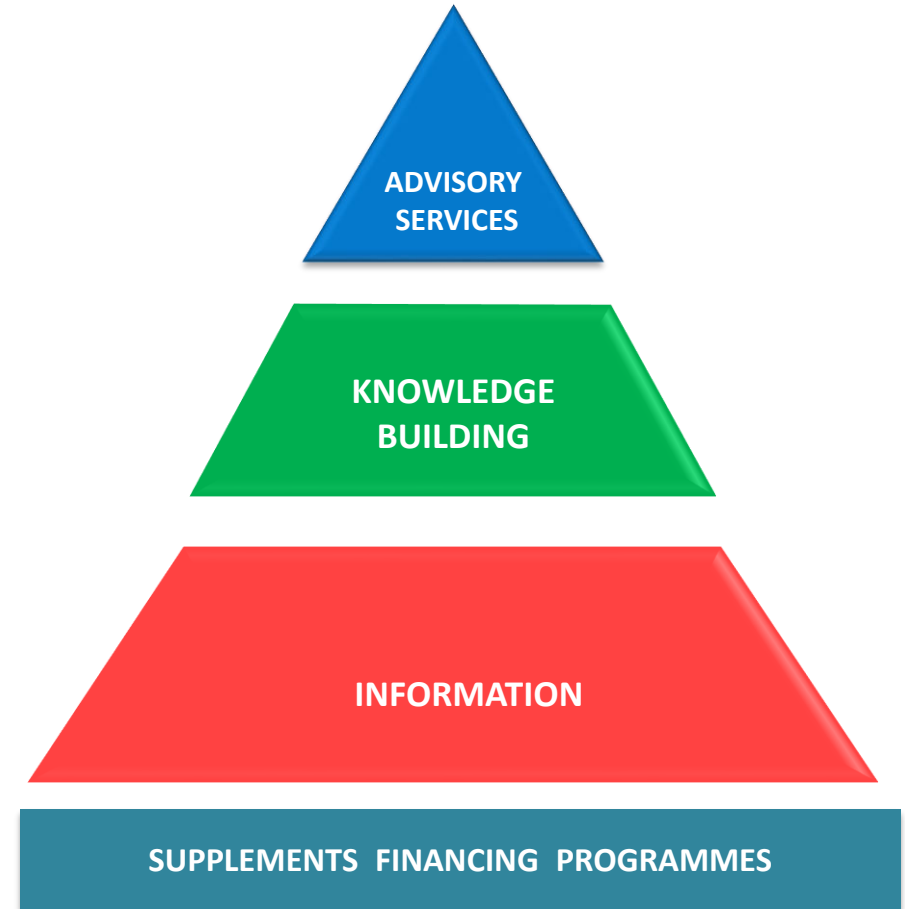 ADVISORY
SERVICES
KNOWLEDGE
BUILDING
INFORMATION
SUPPLEMENTS FINANCING PROGRAMMES